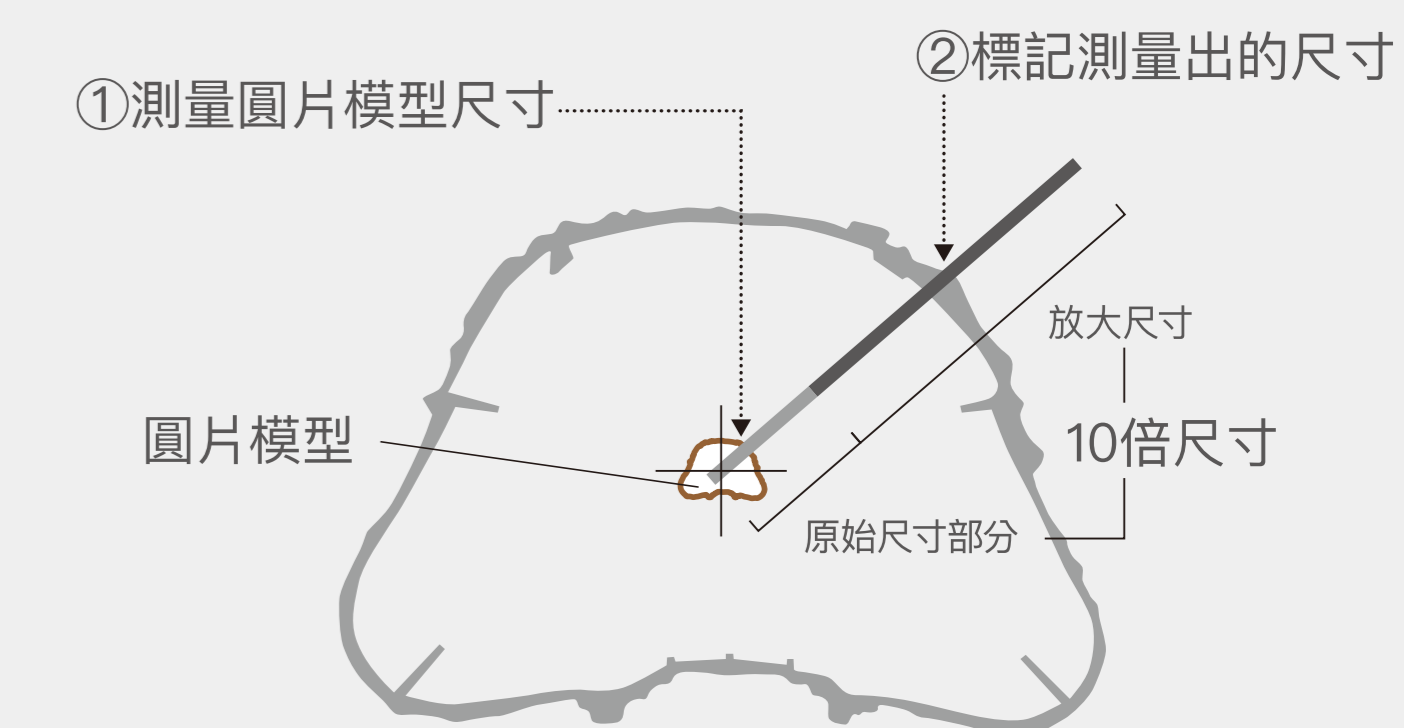 ②標記測量出的尺寸
①測量圓片模型尺寸
放大尺寸
圓片模型
10倍尺寸
原始尺寸部分